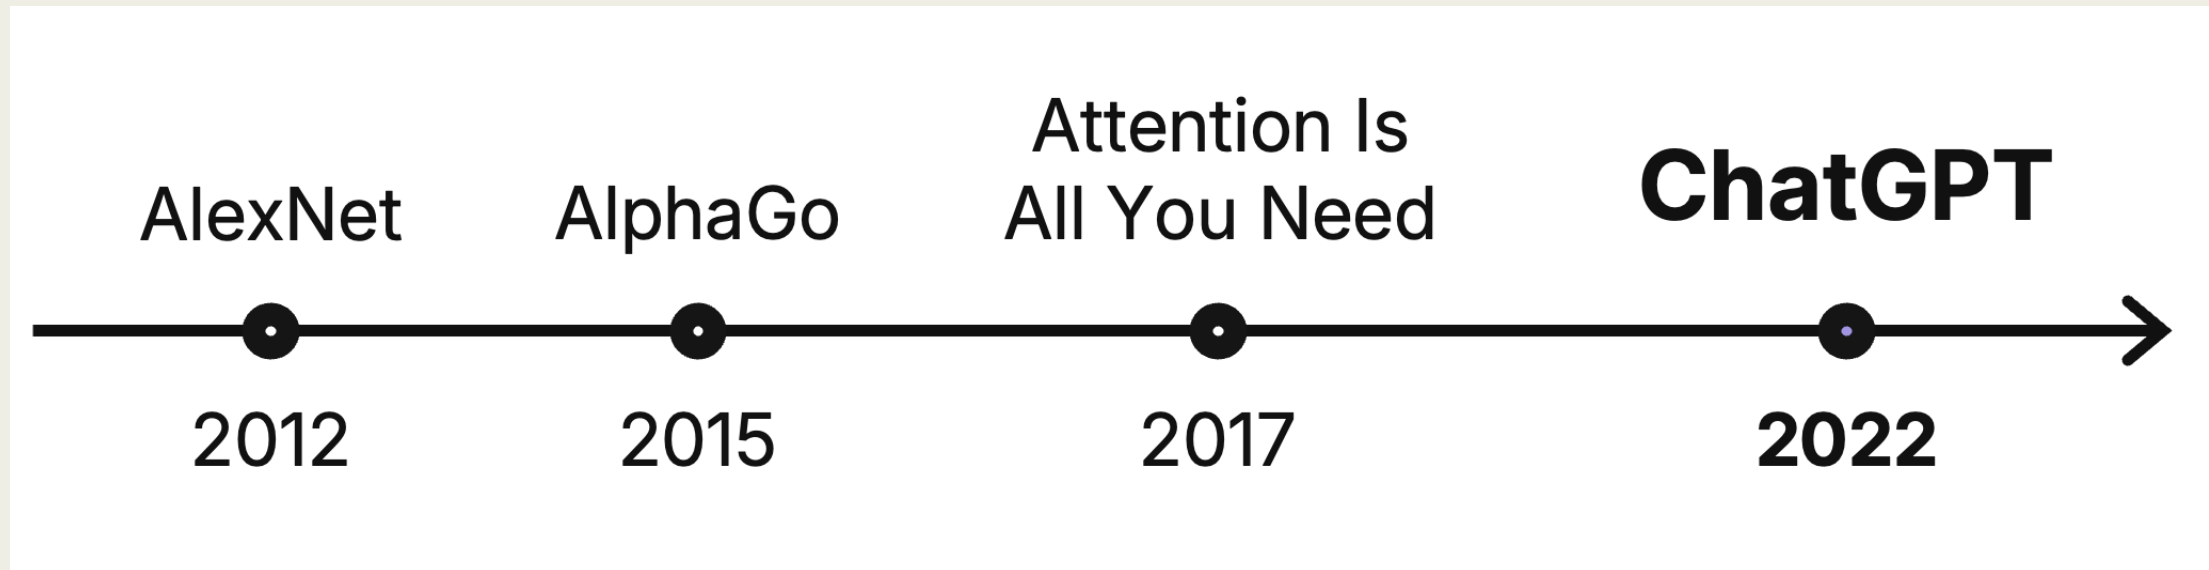 AlexNet
AlphaGo
Attention Is
All You Need
ChatGPT
2012
2015
2017
2022